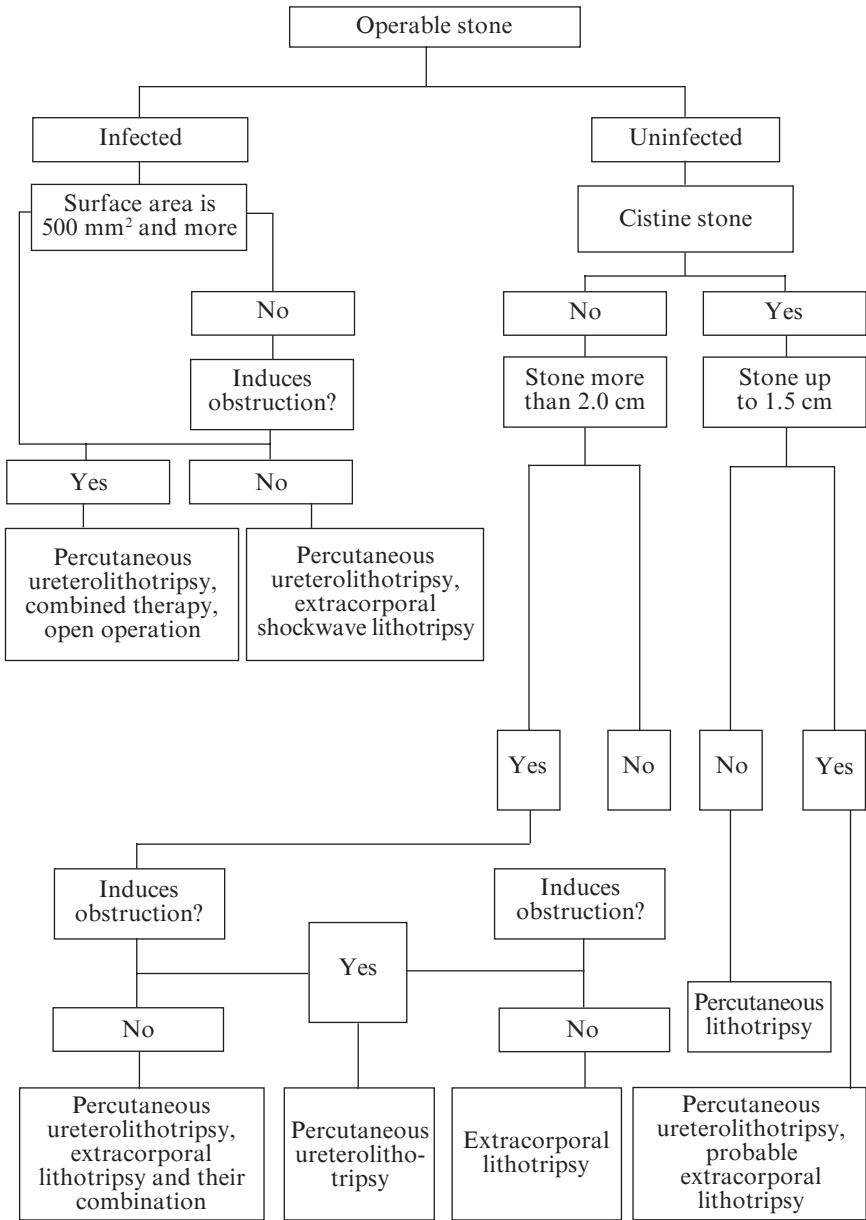 Operable stone
Infected
Uninfected
Surface area is
500 mm² and more
Cistine stone
No
No
Yes
Induces
obstruction?
Stone more
than 2.0 cm
Stone up
to 1.5 cm
Yes
No
Percutaneous
ureterolithotripsy,
combined therapy,
open operation
Percutaneous
ureterolithotripsy,
extracorporal
shockwave lithotripsy
Yes
No
No
Yes
Induces
obstruction?
Induces
obstruction?
Yes
No
No
Percutaneous
lithotripsy
Percutaneous
ureterolithotripsy,
extracorporal
lithotripsy and their
combination
Percutaneous
ureterolitho-
tripsy
Extracorporal
lithotripsy
Percutaneous
ureterolithotripsy,
probable
extracorporal
lithotripsy